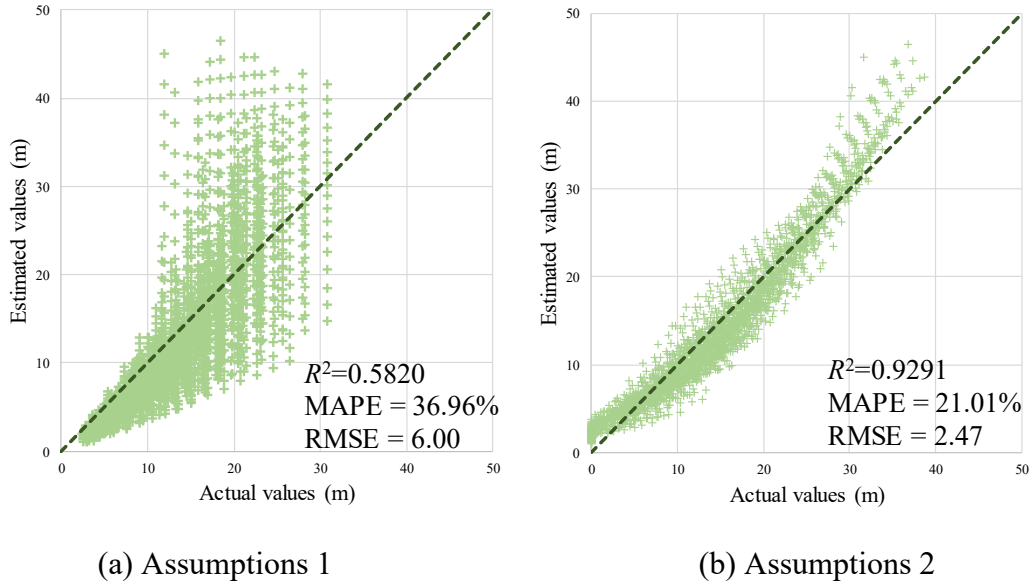 50
40
30
20
10
0
Estimated values (m)
R²=0.5820
MAPE = 36.96%
RMSE = 6.00
0 10 20 30 40 50
Actual values (m)
(a) Assumptions 1
50
40
30
20
10
0
Estimated values (m)
R²=0.9291
MAPE = 21.01%
RMSE = 2.47
0 10 20 30 40 50
Actual values (m)
(b) Assumptions 2